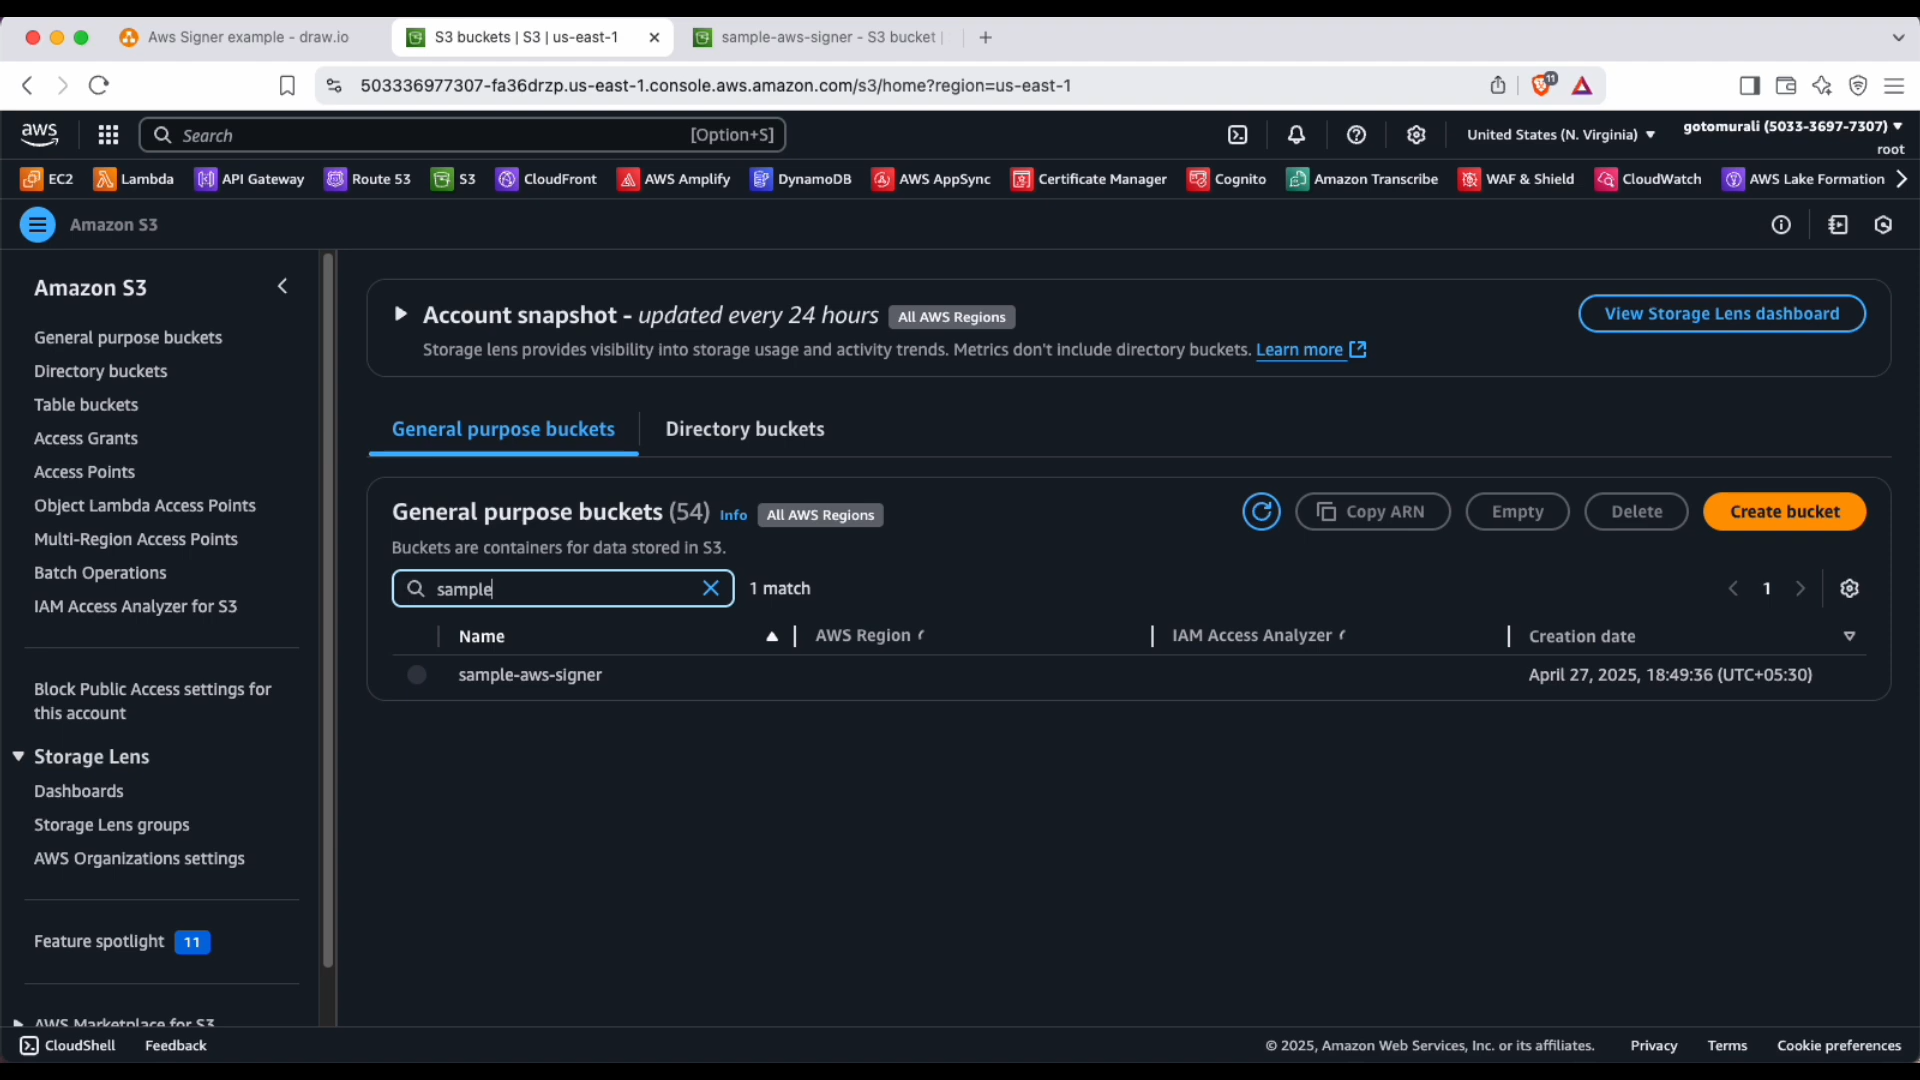 Aws Signer example - draw.io
S3 buckets | S3 | us-east-1
sample-aws-signer - S3 bucket |
503336977307-fa36drzp.us-east-1.console.aws.amazon.com/s3/home?region=us-east-1
11
aws
Search
[Option+S]
United States (N. Virginia)
gotomurali (5033-3697-7307)
root
EC2
Lambda
API Gateway
Route 53
S3
CloudFront
AWS Amplify
DynamoDB
AWS AppSync
Certificate Manager
Cognito
Amazon Transcribe
WAF & Shield
CloudWatch
AWS Lake Formation
Amazon S3
Amazon S3
General purpose buckets
Directory buckets
Table buckets
Access Grants
Access Points
Object Lambda Access Points
Multi-Region Access Points
Batch Operations
IAM Access Analyzer for S3
Block Public Access settings for
this account
Storage Lens
Dashboards
Storage Lens groups
AWS Organizations settings
Feature spotlight 11
AWS Marketplace for S3
Account snapshot - updated every 24 hours All AWS Regions
View Storage Lens dashboard
Storage lens provides visibility into storage usage and activity trends. Metrics don't include directory buckets. Learn more
General purpose buckets
Directory buckets
General purpose buckets (54) Info All AWS Regions
Copy ARN
Empty
Delete
Create bucket
Buckets are containers for data stored in S3.
sample
1 match
1
Name
AWS Region
IAM Access Analyzer
Creation date
sample-aws-signer
April 27, 2025, 18:49:36 (UTC+05:30)
CloudShell
Feedback
© 2025, Amazon Web Services, Inc. or its affiliates.
Privacy
Terms
Cookie preferences